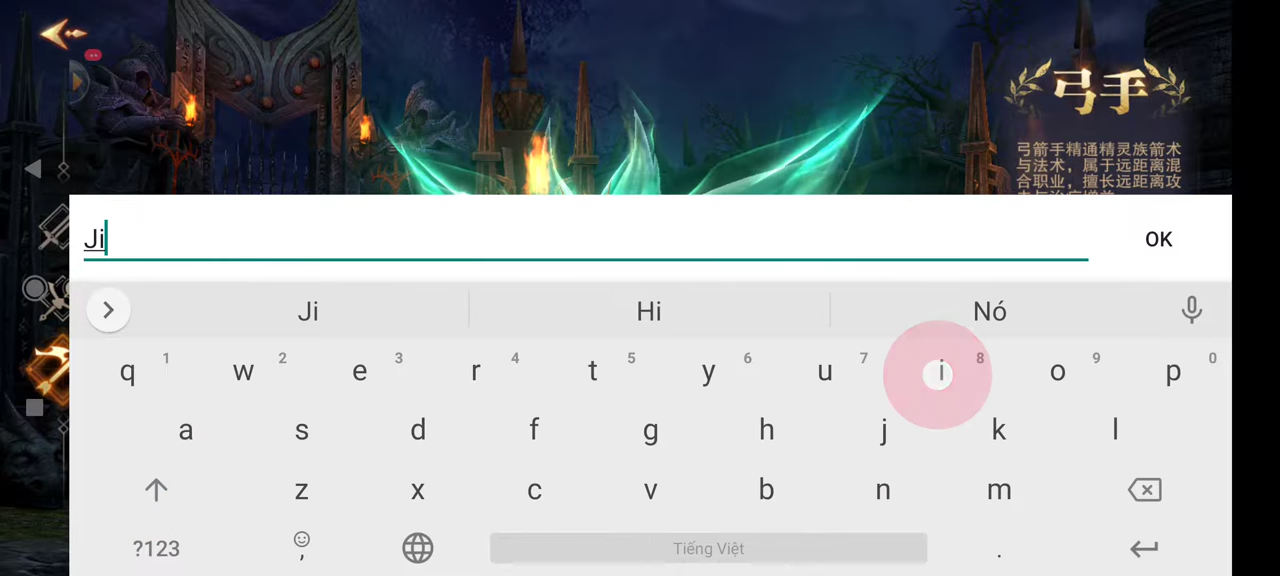 弓手
弓箭手精通精灵族箭术
与法术，属于远距离混
合职业，擅长远距离攻
Ji
OK
Ji Hi Nó
q 1 w 2 e 3 r 4 t 5 y 6 u 7 i 8 o 9 p 0
a s d f g h j k l
z x c v b n m
?123 , Tiếng Việt .